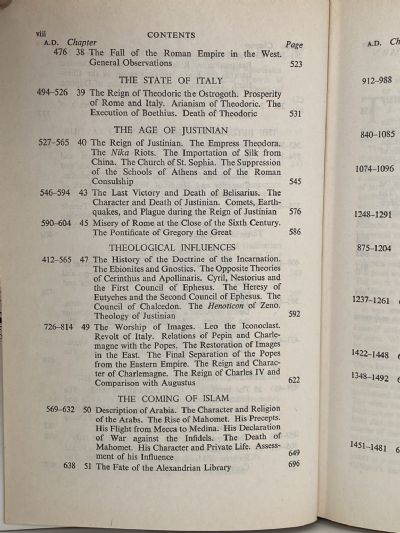 viii CONTENTS
A.D. Chapter Page
476 38 The Fall of the Roman Empire in the West.
General Observations 523
THE STATE OF ITALY
494–526 39 The Reign of Theodoric the Ostrogoth. Prosperity
of Rome and Italy. Arianism of Theodoric. The
Execution of Boethius. Death of Theodoric 531
THE AGE OF JUSTINIAN
527–565 40 The Reign of Justinian. The Empress Theodora.
The Nika Riots. The Importation of Silk from
China. The Church of St. Sophia. The Suppression
of the Schools of Athens and of the Roman
Consulship 545
546–594 43 The Last Victory and Death of Belisarius. The
Character and Death of Justinian. Comets, Earth-
quakes, and Plague during the Reign of Justinian 576
590–604 45 Misery of Rome at the Close of the Sixth Century.
The Pontificate of Gregory the Great 586
THEOLOGICAL INFLUENCES
412–565 47 The History of the Doctrine of the Incarnation.
The Ebionites and Gnostics. The Opposite Theories
of Cerinthus and Apollinaris. Cyril, Nestorius and
the First Council of Ephesus. The Heresy of
Eutyches and the Second Council of Ephesus. The
Council of Chalcedon. The Henoticon of Zeno.
Theology of Justinian 592
726–814 49 The Worship of Images. Leo the Iconoclast.
Revolt of Italy. Relations of Pepin and Charle-
magne with the Popes. The Restoration of Images
in the East. The Final Separation of the Popes
from the Eastern Empire. The Reign and Charac-
ter of Charlemagne. The Reign of Charles IV and
Comparison with Augustus 622
THE COMING OF ISLAM
569–632 50 Description of Arabia. The Character and Religion
of the Arabs. The Rise of Mahomet. His Precepts.
His Flight from Mecca to Medina. His Declaration
of War against the Infidels. The Death of
Mahomet. His Character and Private Life. Assess-
ment of his Influence 649
638 51 The Fate of the Alexandrian Library 696
A.D. Ch
912–988
840–1085
1074–1096
1248–1291
875–1204
1237–1261
1422–1448
1348–1492
1451–1481